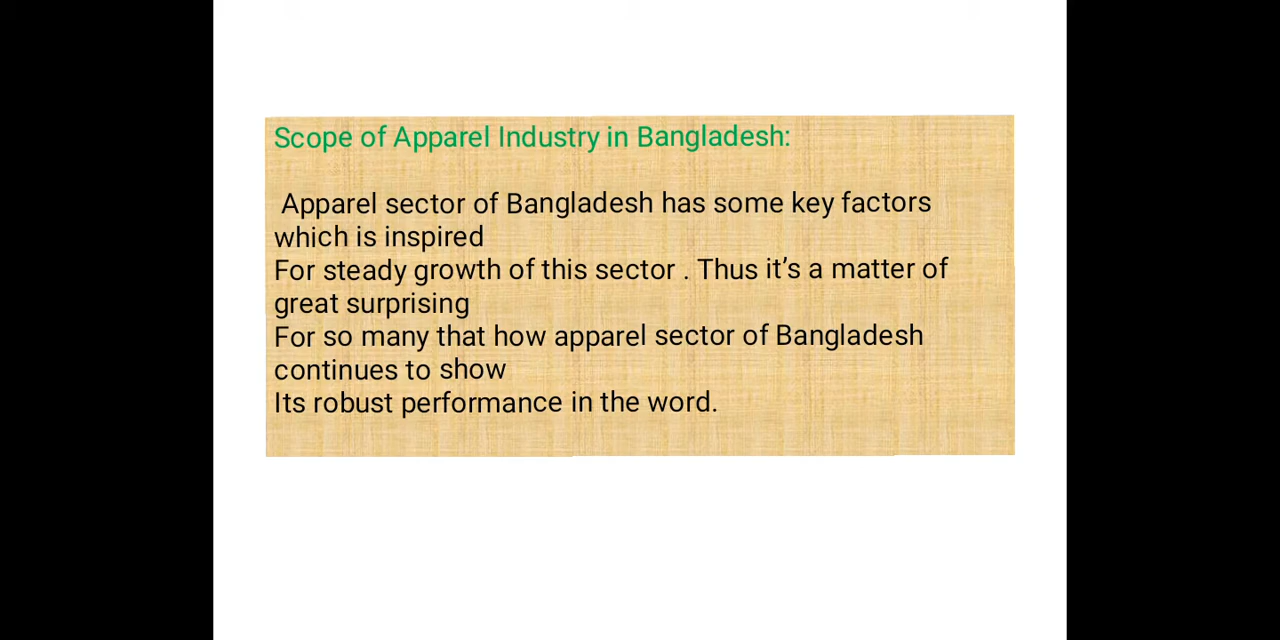 Scope of Apparel Industry in Bangladesh:
Apparel sector of Bangladesh has some key factors
which is inspired
For steady growth of this sector . Thus it’s a matter of
great surprising
For so many that how apparel sector of Bangladesh
continues to show
Its robust performance in the word.